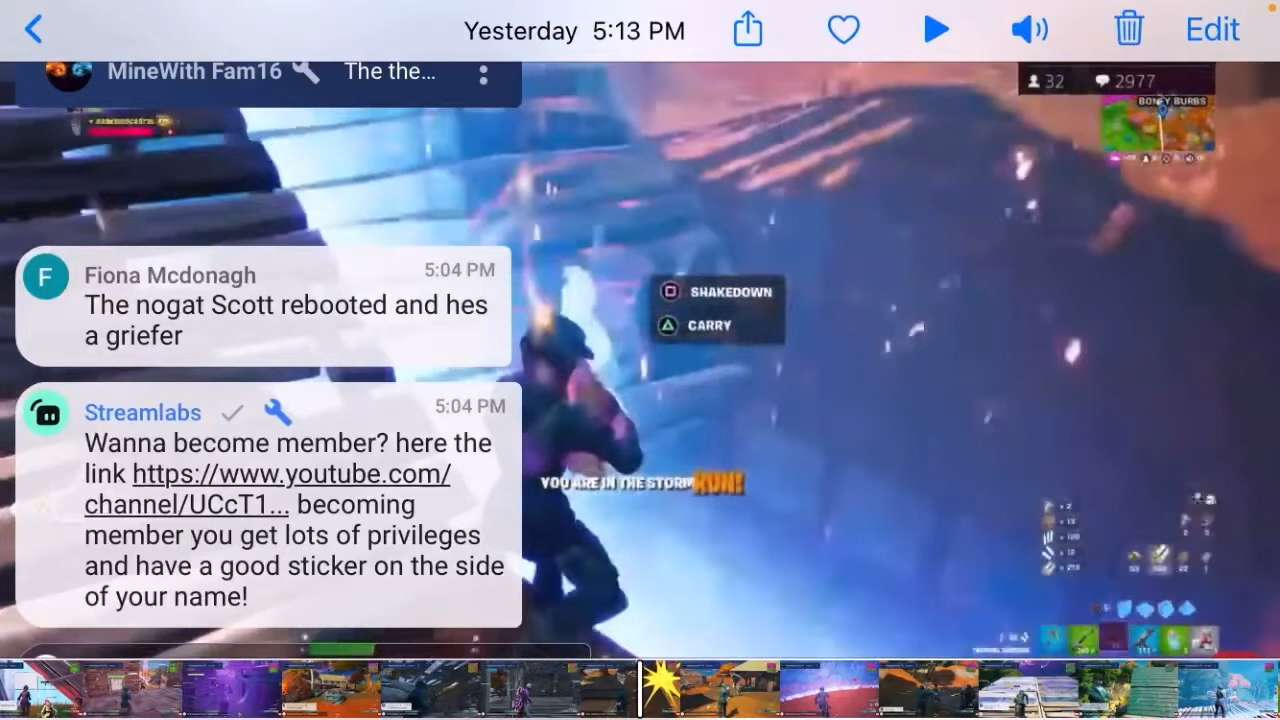 Yesterday 5:13 PM
Edit
MineWith Fam16 The the...
32 2977
BONEY BURBS
Fiona Mcdonagh 5:04 PM
The nogat Scott rebooted and hes
a griefer
SHAKEDOWN
CARRY
Streamlabs 5:04 PM
Wanna become member? here the
link https://www.youtube.com/
channel/UCcT1... becoming
member you get lots of privileges
and have a good sticker on the side
of your name!
YOU ARE IN THE STORM RUN!